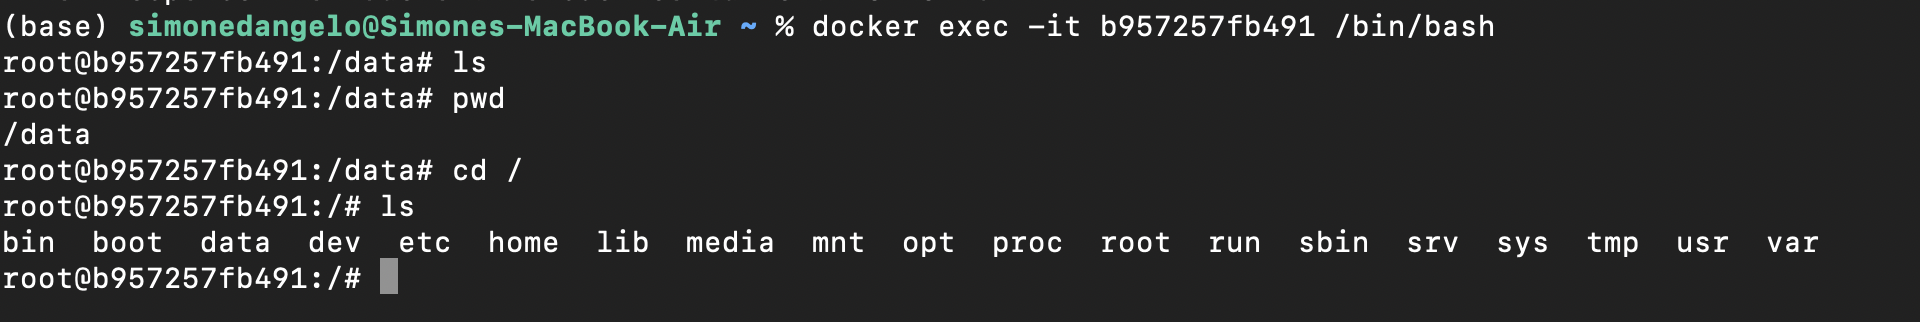 (base) simonedangelo@Simones-MacBook-Air ~ % docker exec -it b957257fb491 /bin/bash
root@b957257fb491:/data# ls
root@b957257fb491:/data# pwd
/data
root@b957257fb491:/data# cd /
root@b957257fb491:/# ls
bin  boot  data  dev  etc  home  lib  media  mnt  opt  proc  root  run  sbin  srv  sys  tmp  usr  var
root@b957257fb491:/#